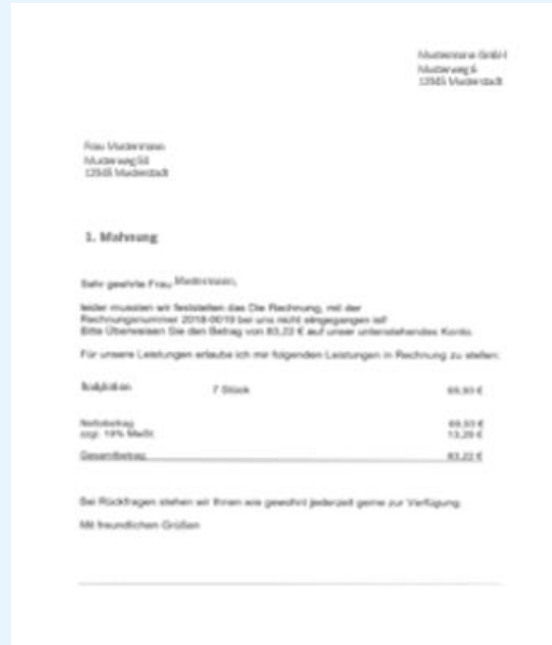 Mustermann GmbH
Musterweg 6
12345 Musterstadt
Frau Mustermann
Musterweg
12345 Musterstadt
1. Mahnung
Sehr geehrte Frau Mustermann,
leider mussten wir feststellen das Die Rechnung, mit der
Rechnungsnummer 2018-0019 bei uns nicht eingegangen ist!
Bitte Überweisen Sie den Betrag von 83,22 € auf unser untenstehendes Konto.
Für unsere Leistungen erlaube ich mir folgenden Leistungen in Rechnung zu stellen:
7 Stück 69,93 €
Nettobetrag 69,93 €
zzgl. 19% MwSt. 13,29 €
Gesamtbetrag 83,22 €
Bei Rückfragen stehen wir Ihnen wie gewohnt jederzeit gerne zur Verfügung.
Mit freundlichen Grüßen